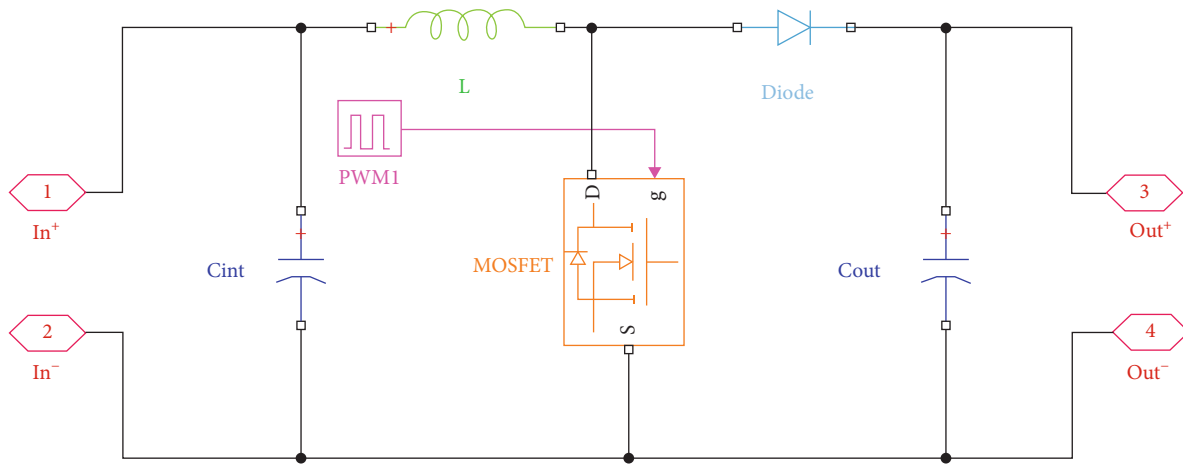 L
Diode
PWM1
1
In⁺
D
g
3
Out⁺
Cint
MOSFET
Cout
2
In⁻
S
4
Out⁻